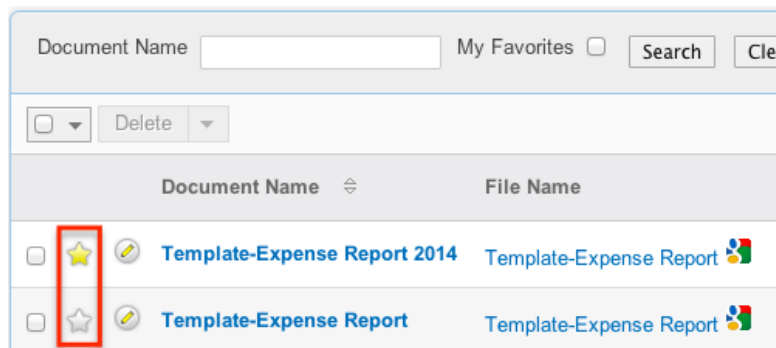 Document Name My Favorites Search Cle
Delete
Document Name File Name
Template-Expense Report 2014 Template-Expense Report
Template-Expense Report Template-Expense Report